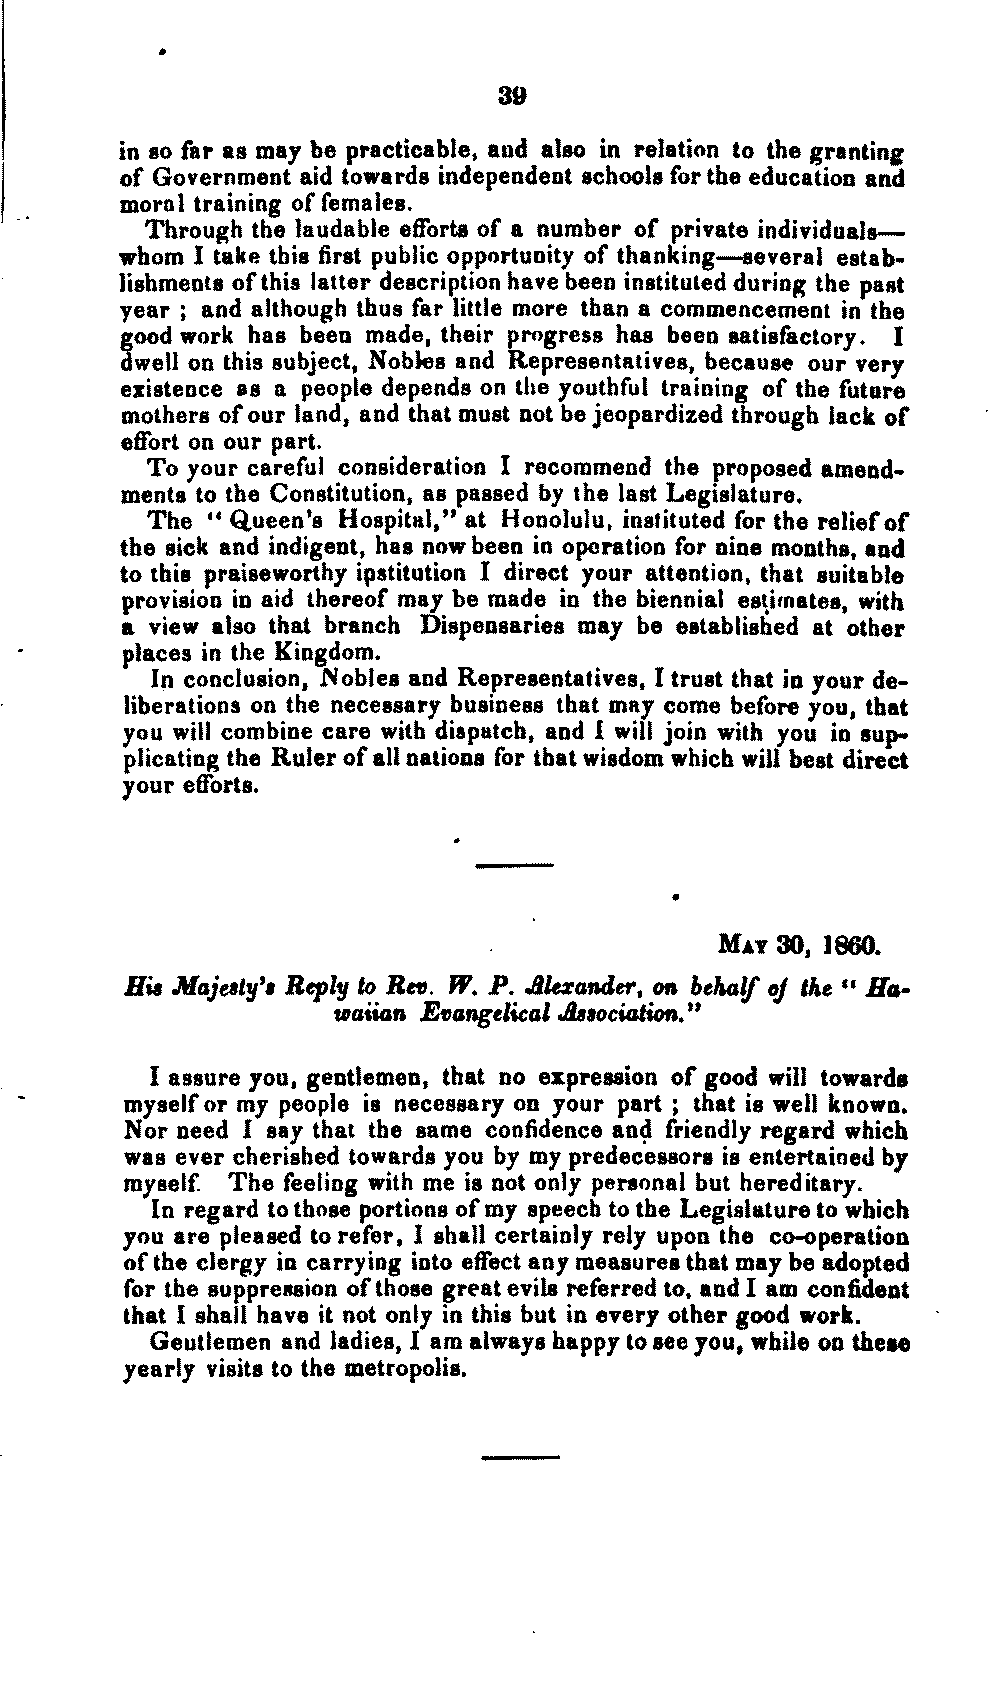 39
in so far as may be practicable, and also in relation to the granting
of Government aid towards independent schools for the education and
moral training of females.
Through the laudable efforts of a number of private individuals—
whom I take this first public opportunity of thanking—several estab-
lishments of this latter description have been instituted during the past
year ; and although thus far little more than a commencement in the
good work has been made, their progress has been satisfactory. I
dwell on this subject, Nobles and Representatives, because our very
existence as a people depends on the youthful training of the future
mothers of our land, and that must not be jeopardized through lack of
effort on our part.
To your careful consideration I recommend the proposed amend-
ments to the Constitution, as passed by the last Legislature.
The " Queen's Hospital," at Honolulu, instituted for the relief of
the sick and indigent, has now been in operation for nine months, and
to this praiseworthy institution I direct your attention, that suitable
provision in aid thereof may be made in the biennial estimates, with
a view also that branch Dispensaries may be established at other
places in the Kingdom.
In conclusion, Nobles and Representatives, I trust that in your de-
liberations on the necessary business that may come before you, that
you will combine care with dispatch, and I will join with you in sup-
plicating the Ruler of all nations for that wisdom which will best direct
your efforts.
MAY 30, 1860.
His Majesty's Reply to Rev. W. P. Alexander, on behalf of the " Ha-
waiian Evangelical Association."
I assure you, gentlemen, that no expression of good will towards
myself or my people is necessary on your part ; that is well known.
Nor need I say that the same confidence and friendly regard which
was ever cherished towards you by my predecessors is entertained by
myself. The feeling with me is not only personal but hereditary.
In regard to those portions of my speech to the Legislature to which
you are pleased to refer, I shall certainly rely upon the co-operation
of the clergy in carrying into effect any measures that may be adopted
for the suppression of those great evils referred to, and I am confident
that I shall have it not only in this but in every other good work.
Gentlemen and ladies, I am always happy to see you, while on these
yearly visits to the metropolis.